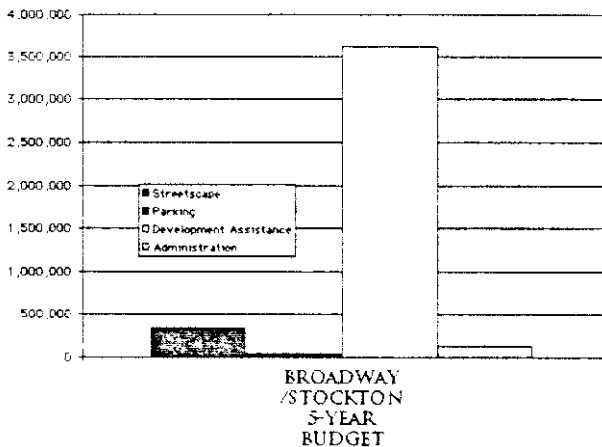 4,000,000
3,500,000
3,000,000
2,500,000
2,000,000
1,500,000
1,000,000
500,000
0
Streetscape
Parking
Development Assistance
Administration
BROADWAY
/STOCKTON
5-YEAR
BUDGET